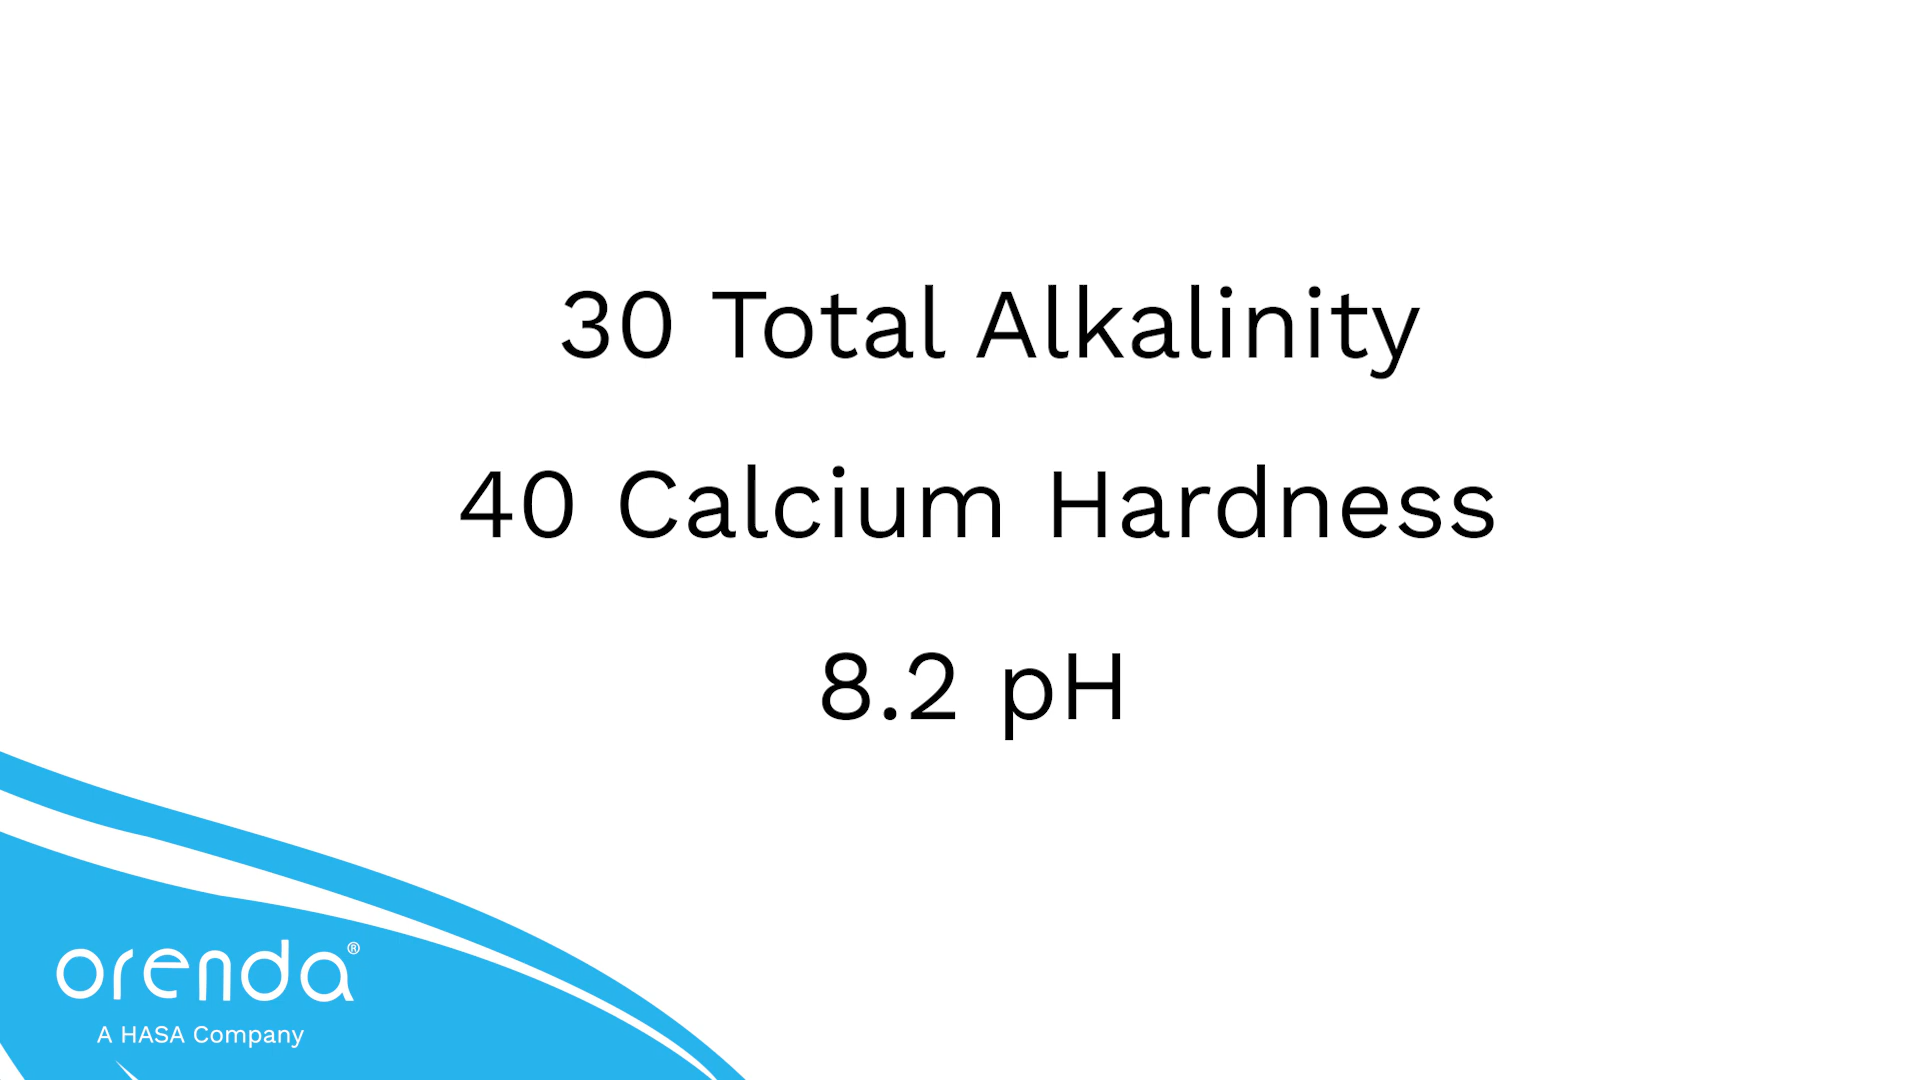 30 Total Alkalinity
40 Calcium Hardness
8.2 pH
orenda®
A HASA Company